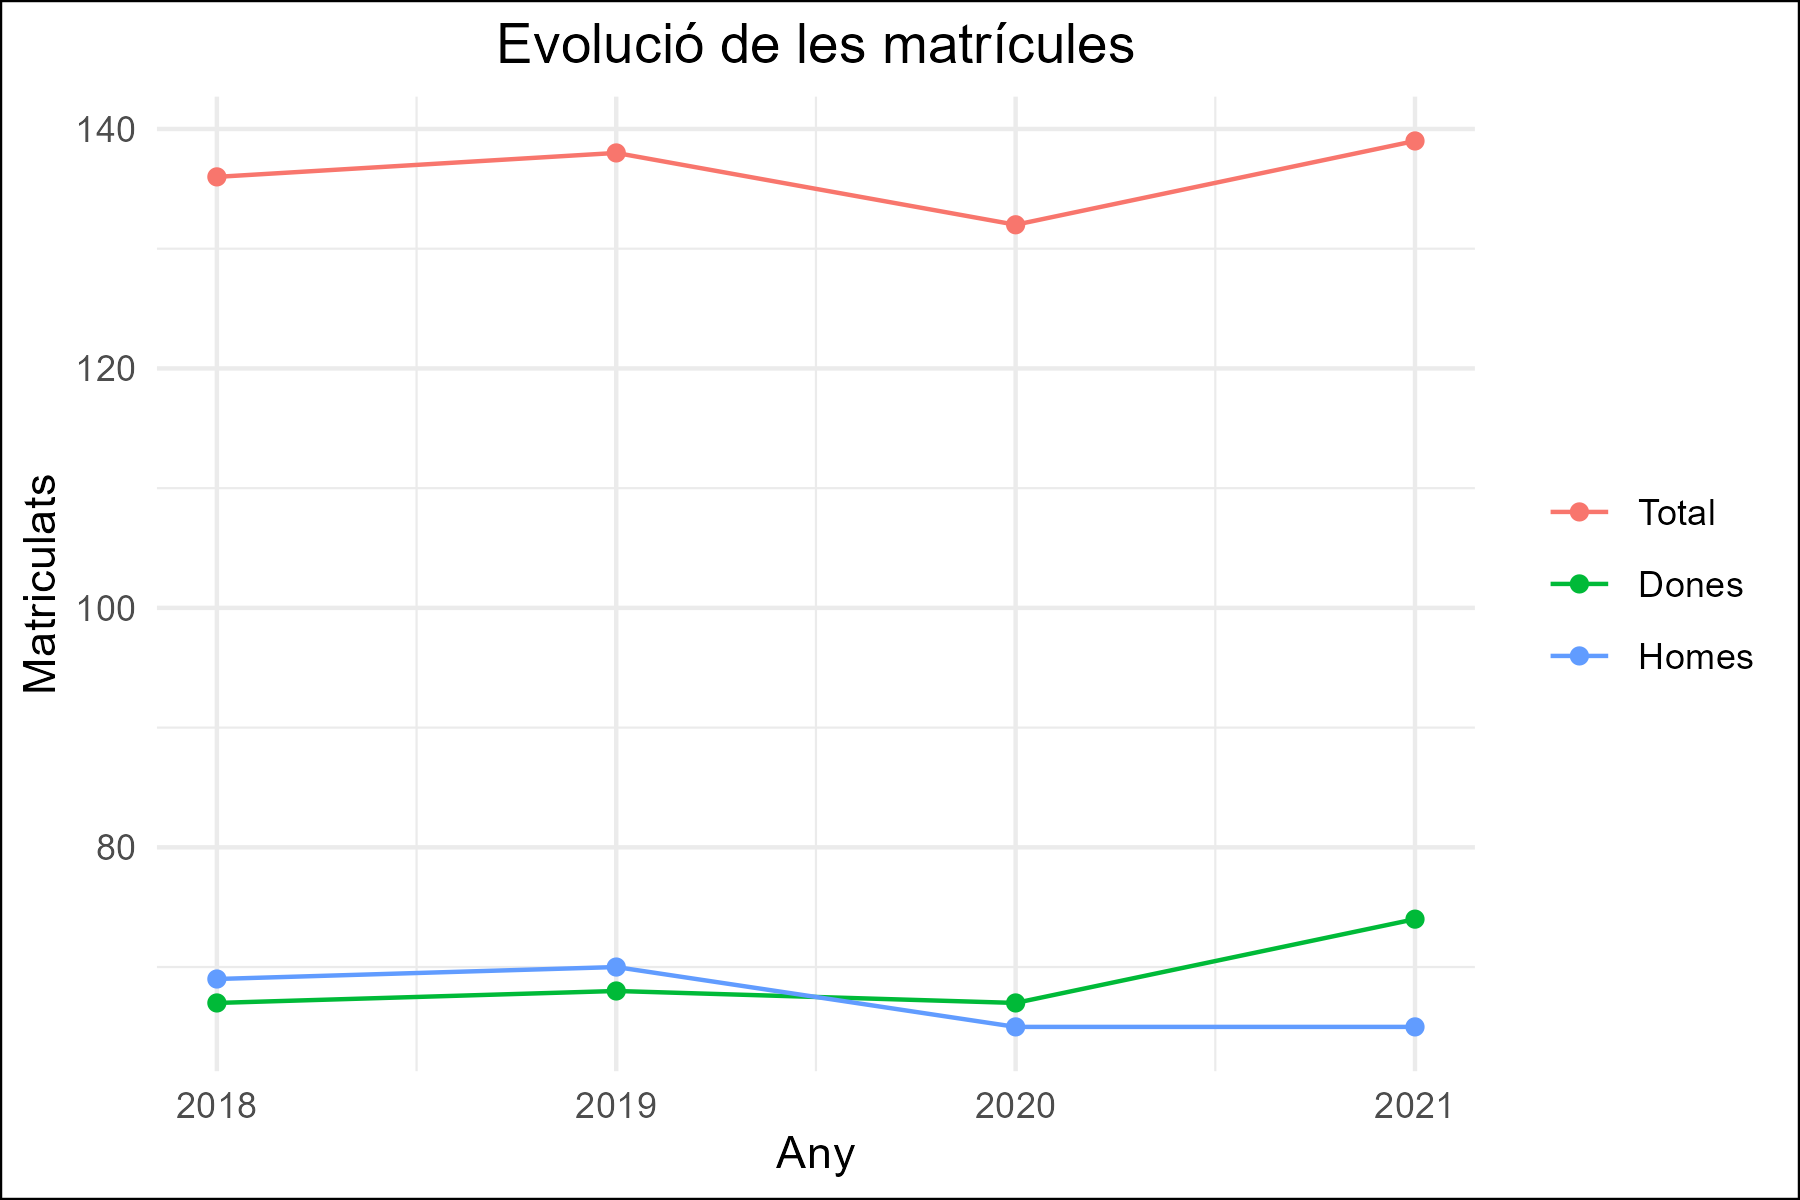 Evolució de les matrícules
140
120
100
80
Matriculats
2018 2019 2020 2021
Any
Total
Dones
Homes